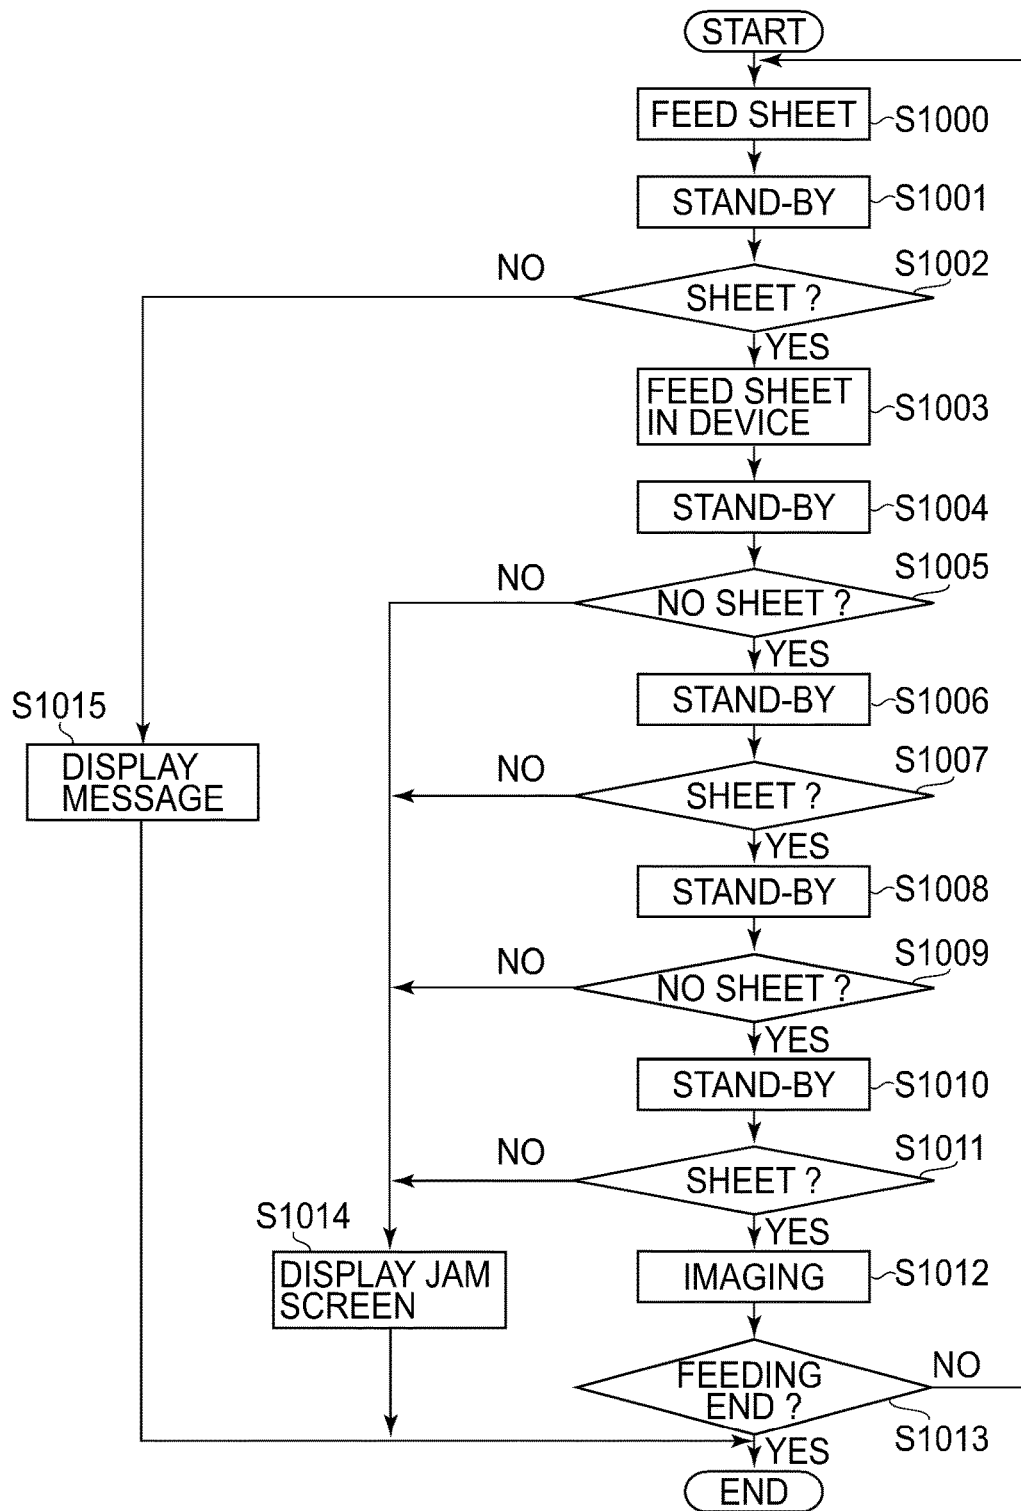 START
FEED SHEET
S1000
STAND-BY
S1001
S1002
NO
SHEET ?
YES
FEED SHEET
IN DEVICE
S1003
STAND-BY
S1004
S1005
NO
NO SHEET ?
YES
STAND-BY
S1006
S1015
DISPLAY
MESSAGE
S1007
NO
SHEET ?
YES
STAND-BY
S1008
S1009
NO
NO SHEET ?
YES
STAND-BY
S1010
S1011
NO
SHEET ?
YES
S1014
DISPLAY JAM
SCREEN
IMAGING
S1012
FEEDING
END ?
NO
S1013
YES
END